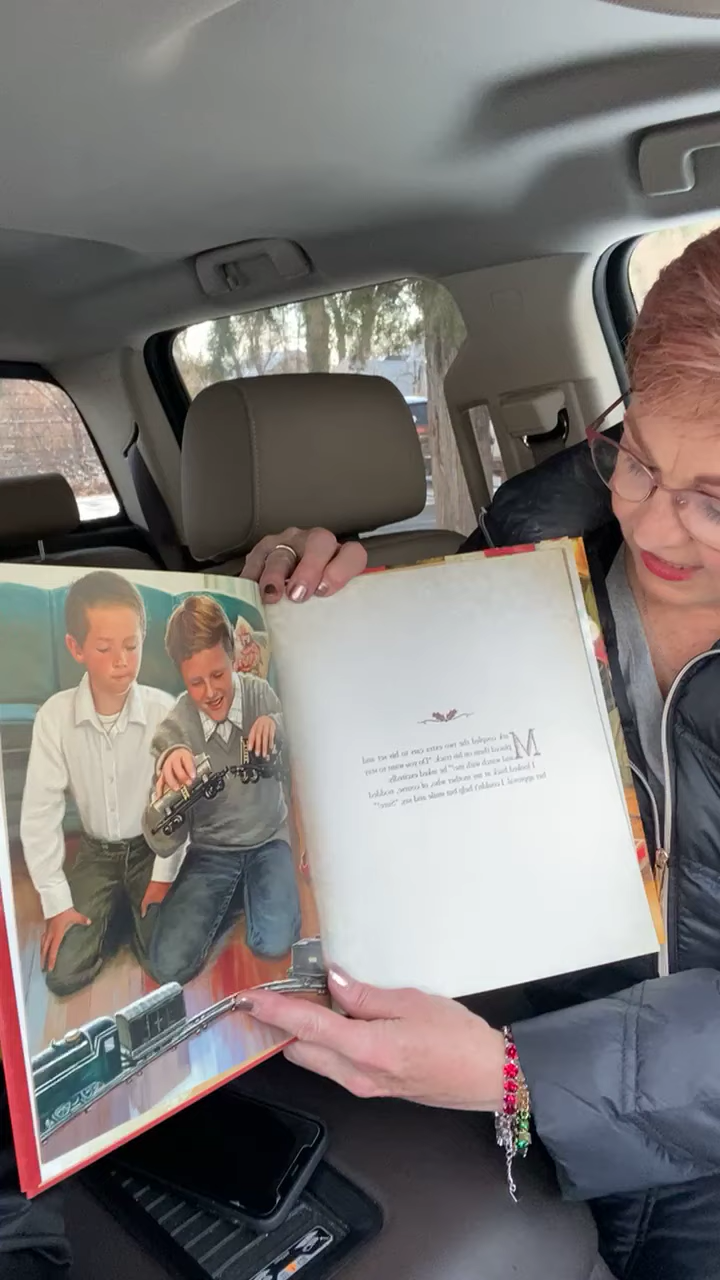 Mark coupled the two extra cars to his set and
placed them on his track. "Do you want to stay
and watch with me?" he asked excitedly.
I looked back at my mother who, of course, nodded
her approval. I couldn't help but smile and say, "Sure!"